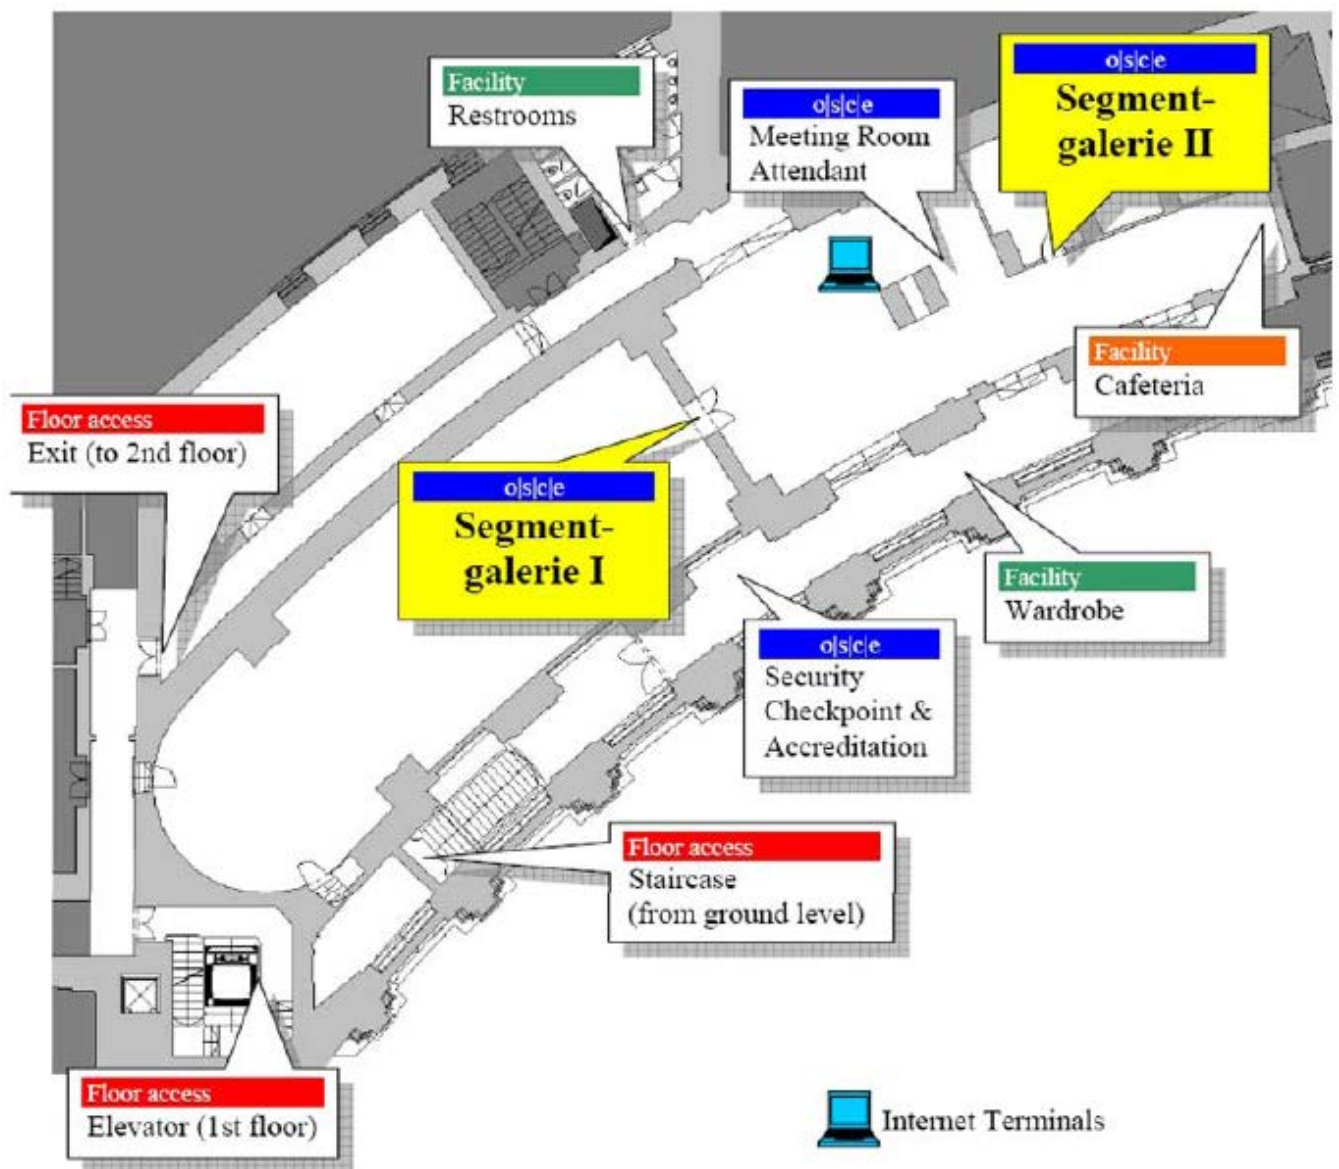 Facility
Restrooms
o|s|c|e
Meeting Room
Attendant
o|s|c|e
Segment-
galerie II
Facility
Cafeteria
Floor access
Exit (to 2nd floor)
o|s|c|e
Segment-
galerie I
Facility
Wardrobe
o|s|c|e
Security
Checkpoint &
Accreditation
Floor access
Staircase
(from ground level)
Floor access
Elevator (1st floor)
Internet Terminals